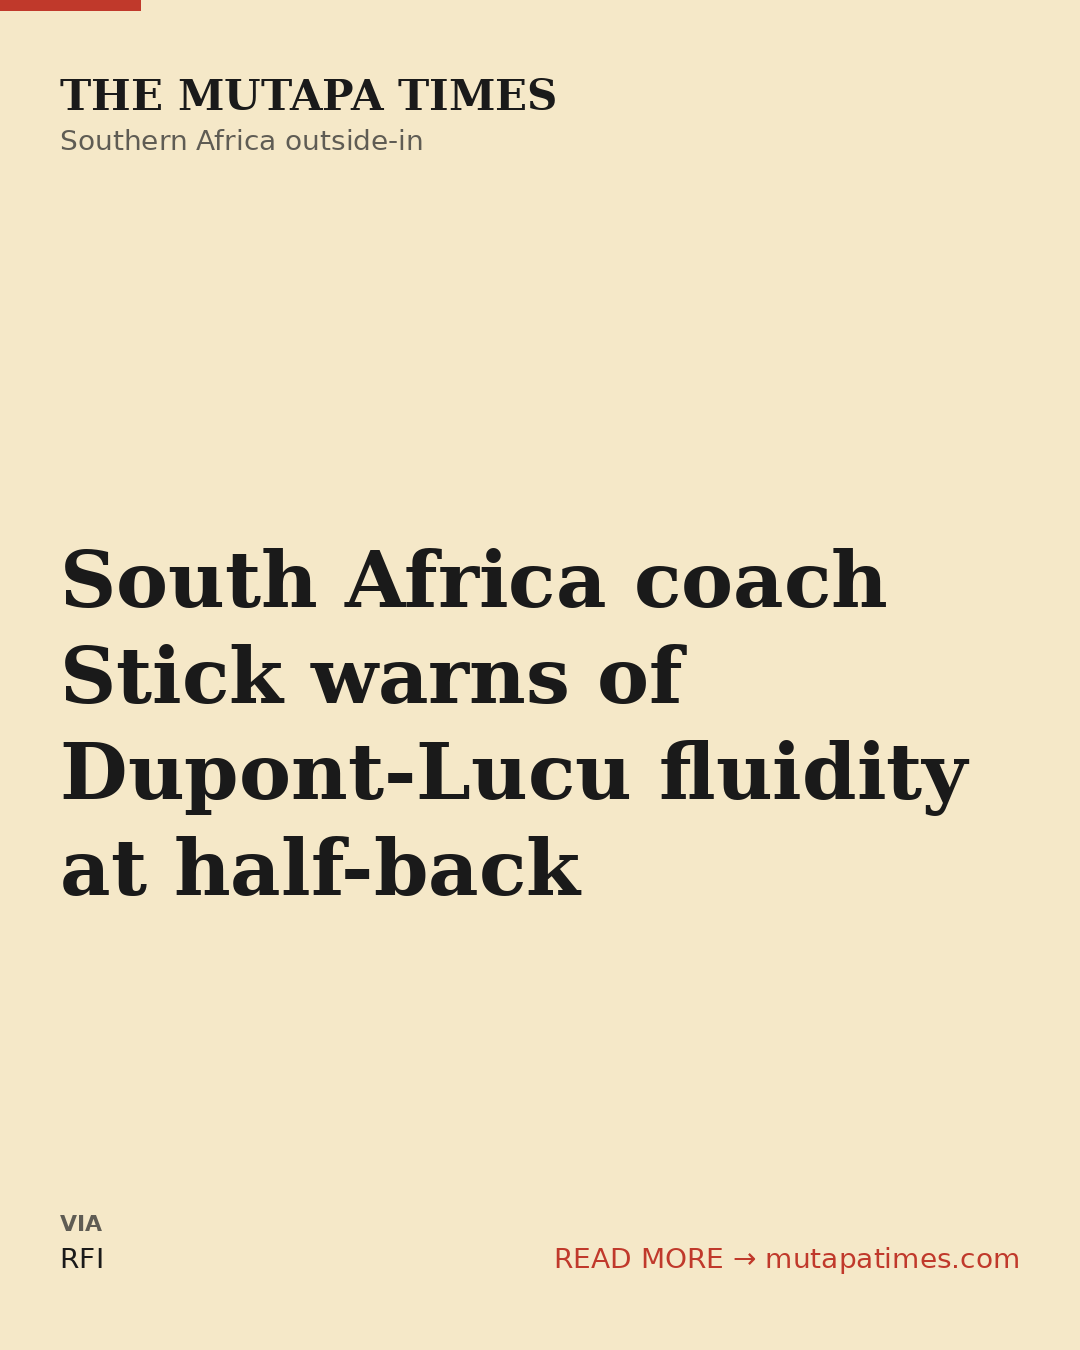 THE MUTAPA TIMES
Southern Africa outside-in
South Africa coach
Stick warns of
Dupont-Lucu fluidity
at half-back
VIA
RFI
READ MORE → mutapatimes.com